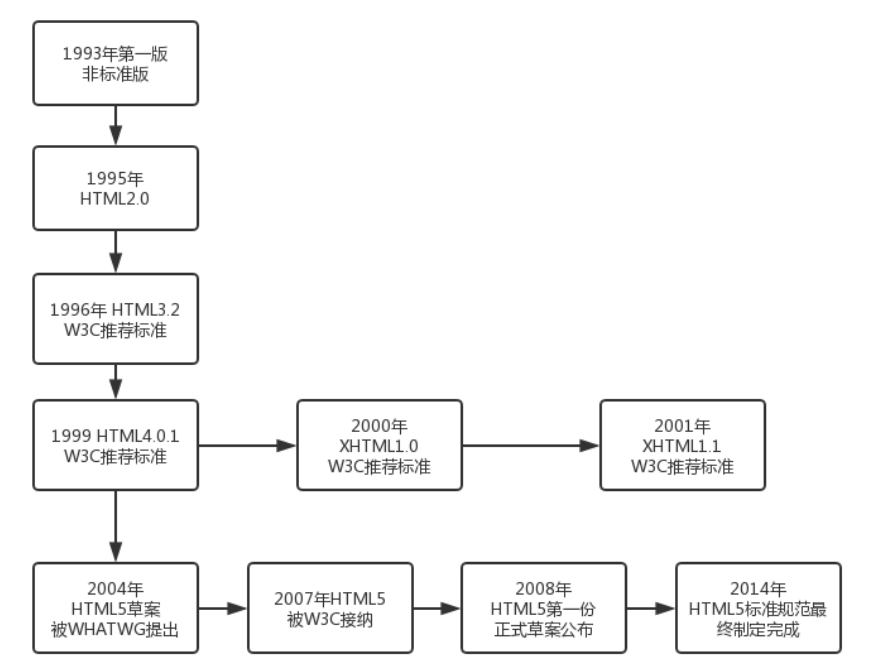 1993年第一版
非标准版
1995年
HTML2.0
1996年 HTML3.2
W3C推荐标准
1999 HTML4.0.1
W3C推荐标准
2000年
XHTML1.0
W3C推荐标准
2001年
XHTML1.1
W3C推荐标准
2004年
HTML5草案
被WHATWG提出
2007年HTML5
被W3C接纳
2008年
HTML5第一份
正式草案公布
2014年
HTML5标准规范最
终制定完成